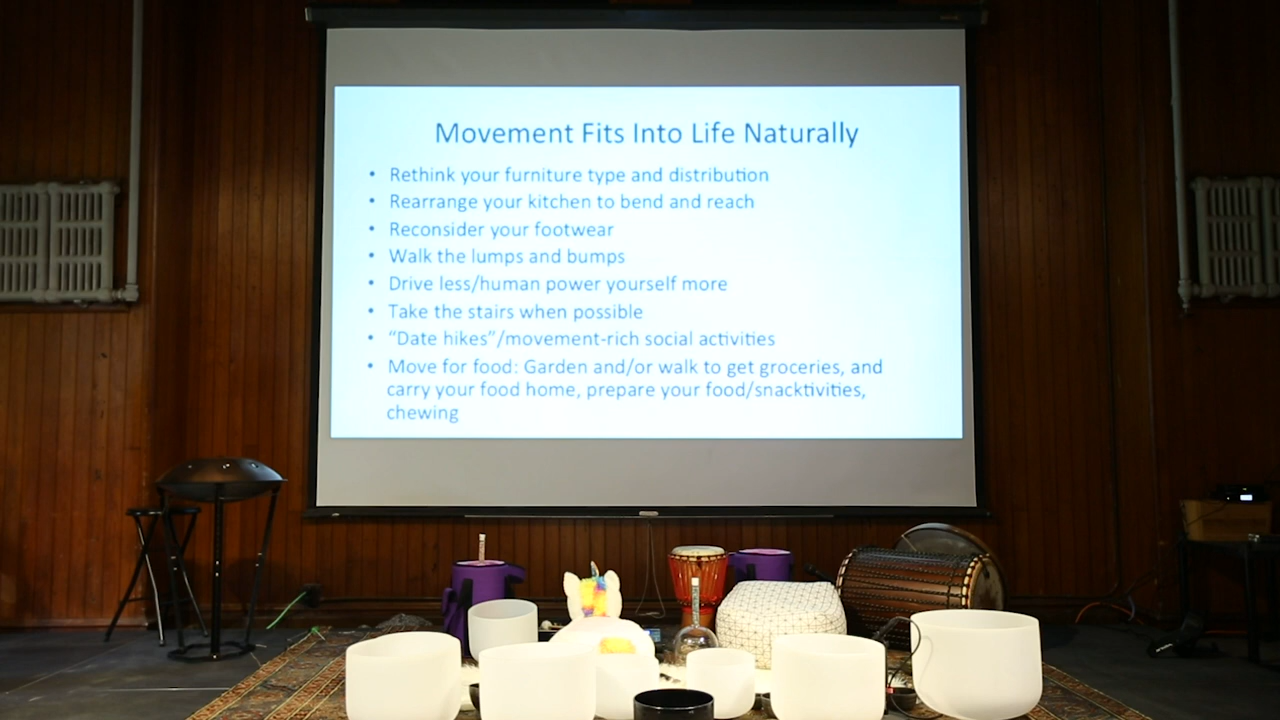 Movement Fits Into Life Naturally
• Rethink your furniture type and distribution
• Rearrange your kitchen to bend and reach
• Reconsider your footwear
• Walk the lumps and bumps
• Drive less/human power yourself more
• Take the stairs when possible
• “Date hikes”/movement-rich social activities
• Move for food: Garden and/or walk to get groceries, and
carry your food home, prepare your food/snacktivities,
chewing